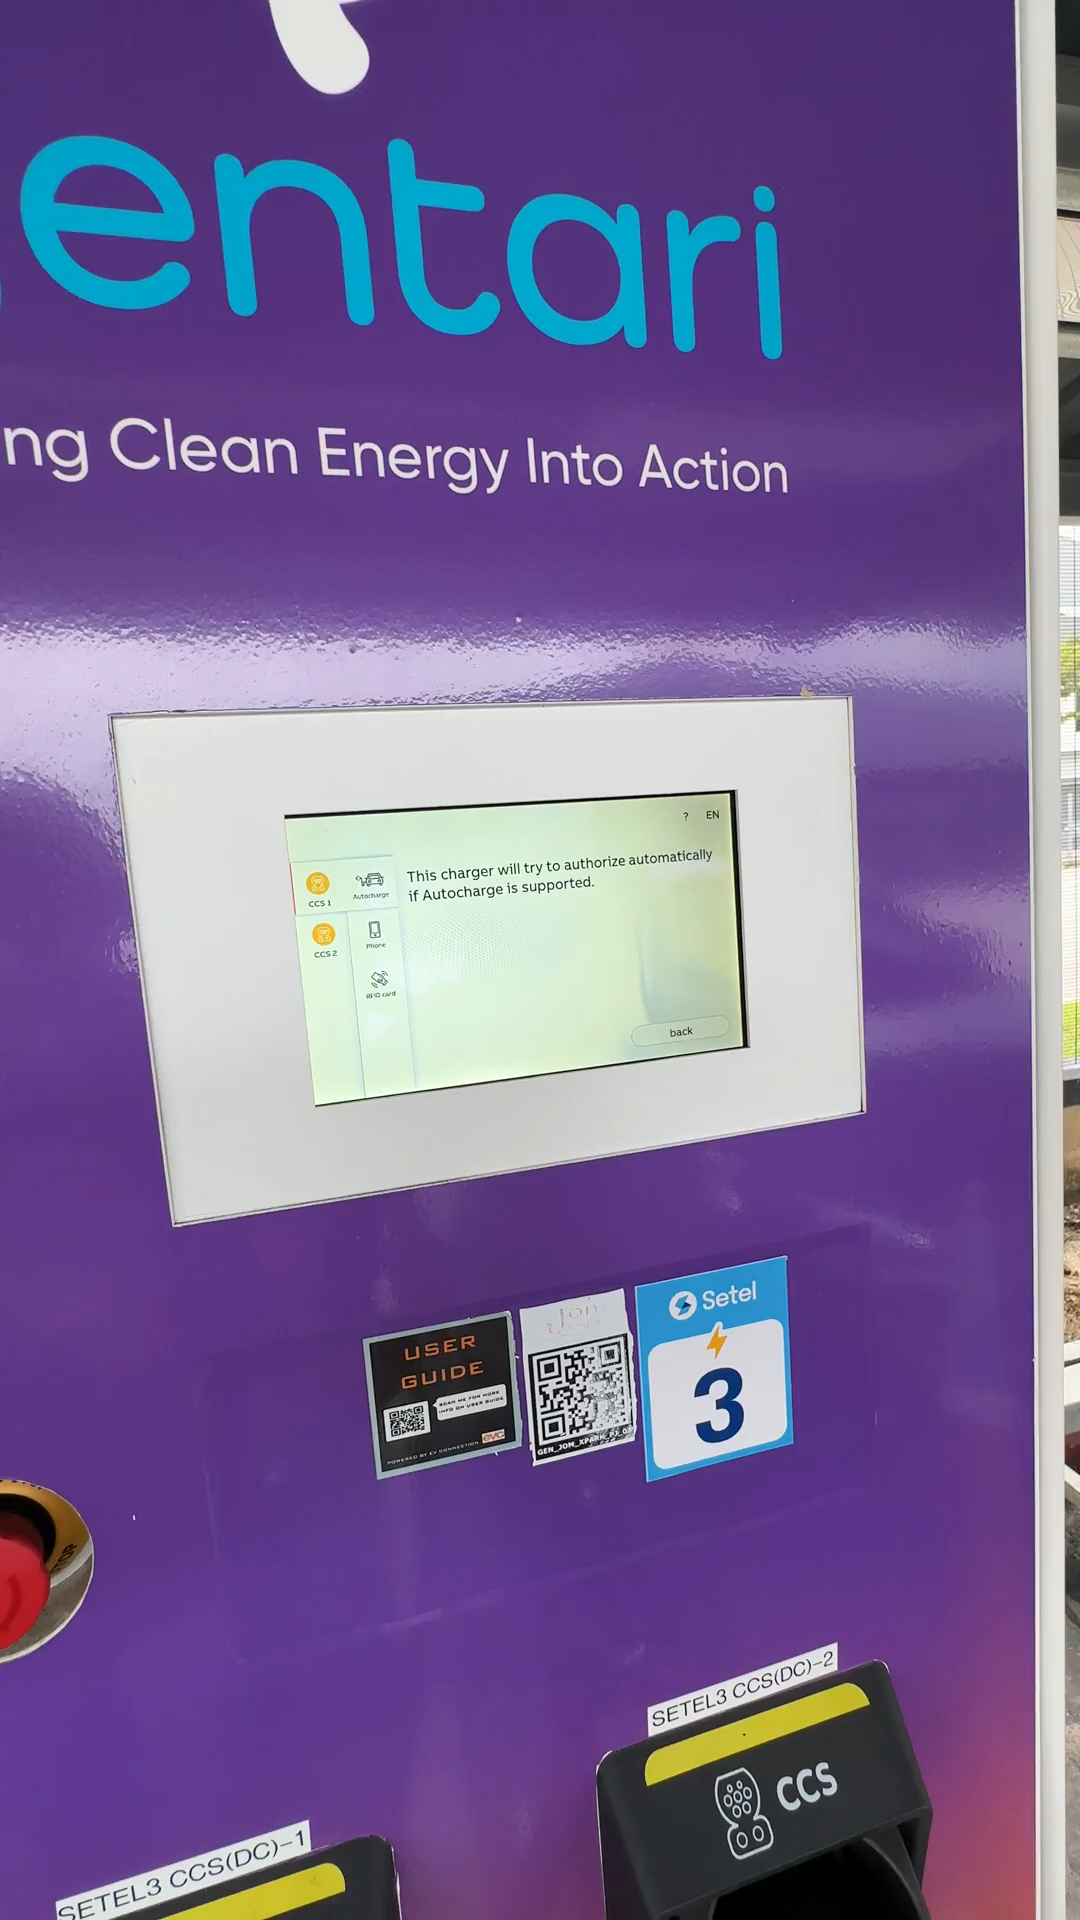 entari
ng Clean Energy Into Action
? EN
CCS 1
Autocharge
This charger will try to authorize automatically
if Autocharge is supported.
CCS 2
Phone
RFID card
back
USER
GUIDE
SCAN ME FOR MORE
INFO ON USER GUIDE
POWERED BY EV CONNECTION
evc
Jom
Setel
3
SETEL3 CCS(DC)-2
CCS
SETEL3 CCS(DC)-1